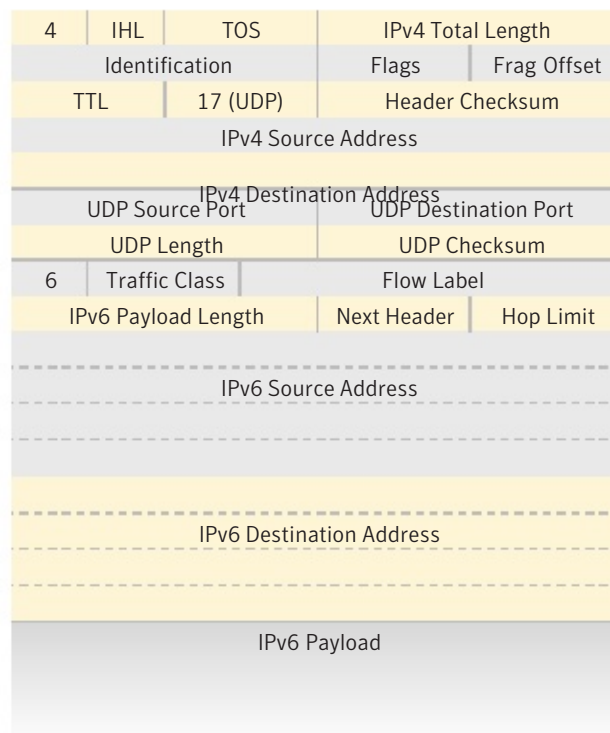 4 IHL TOS IPv4 Total Length
Identification Flags Frag Offset
TTL 17 (UDP) Header Checksum
IPv4 Source Address
IPv4 Destination Address
UDP Source Port UDP Destination Port
UDP Length UDP Checksum
6 Traffic Class Flow Label
IPv6 Payload Length Next Header Hop Limit
IPv6 Source Address
IPv6 Destination Address
IPv6 Payload